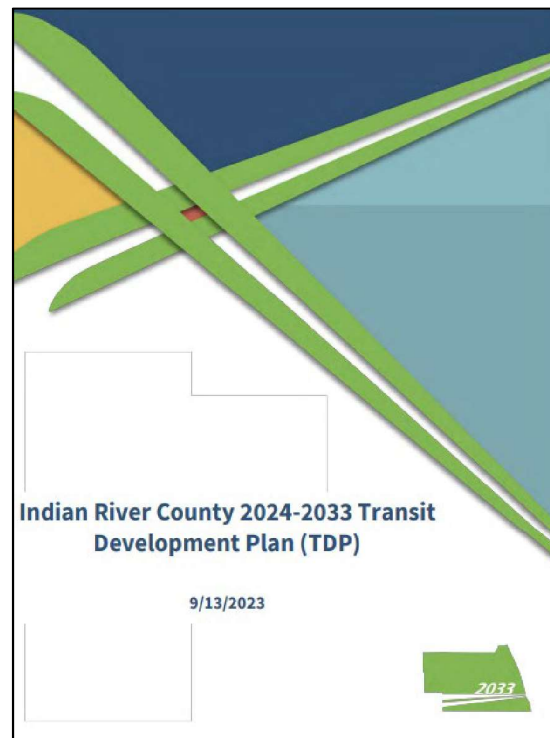 Indian River County 2024-2033 Transit
Development Plan (TDP)
9/13/2023
2033